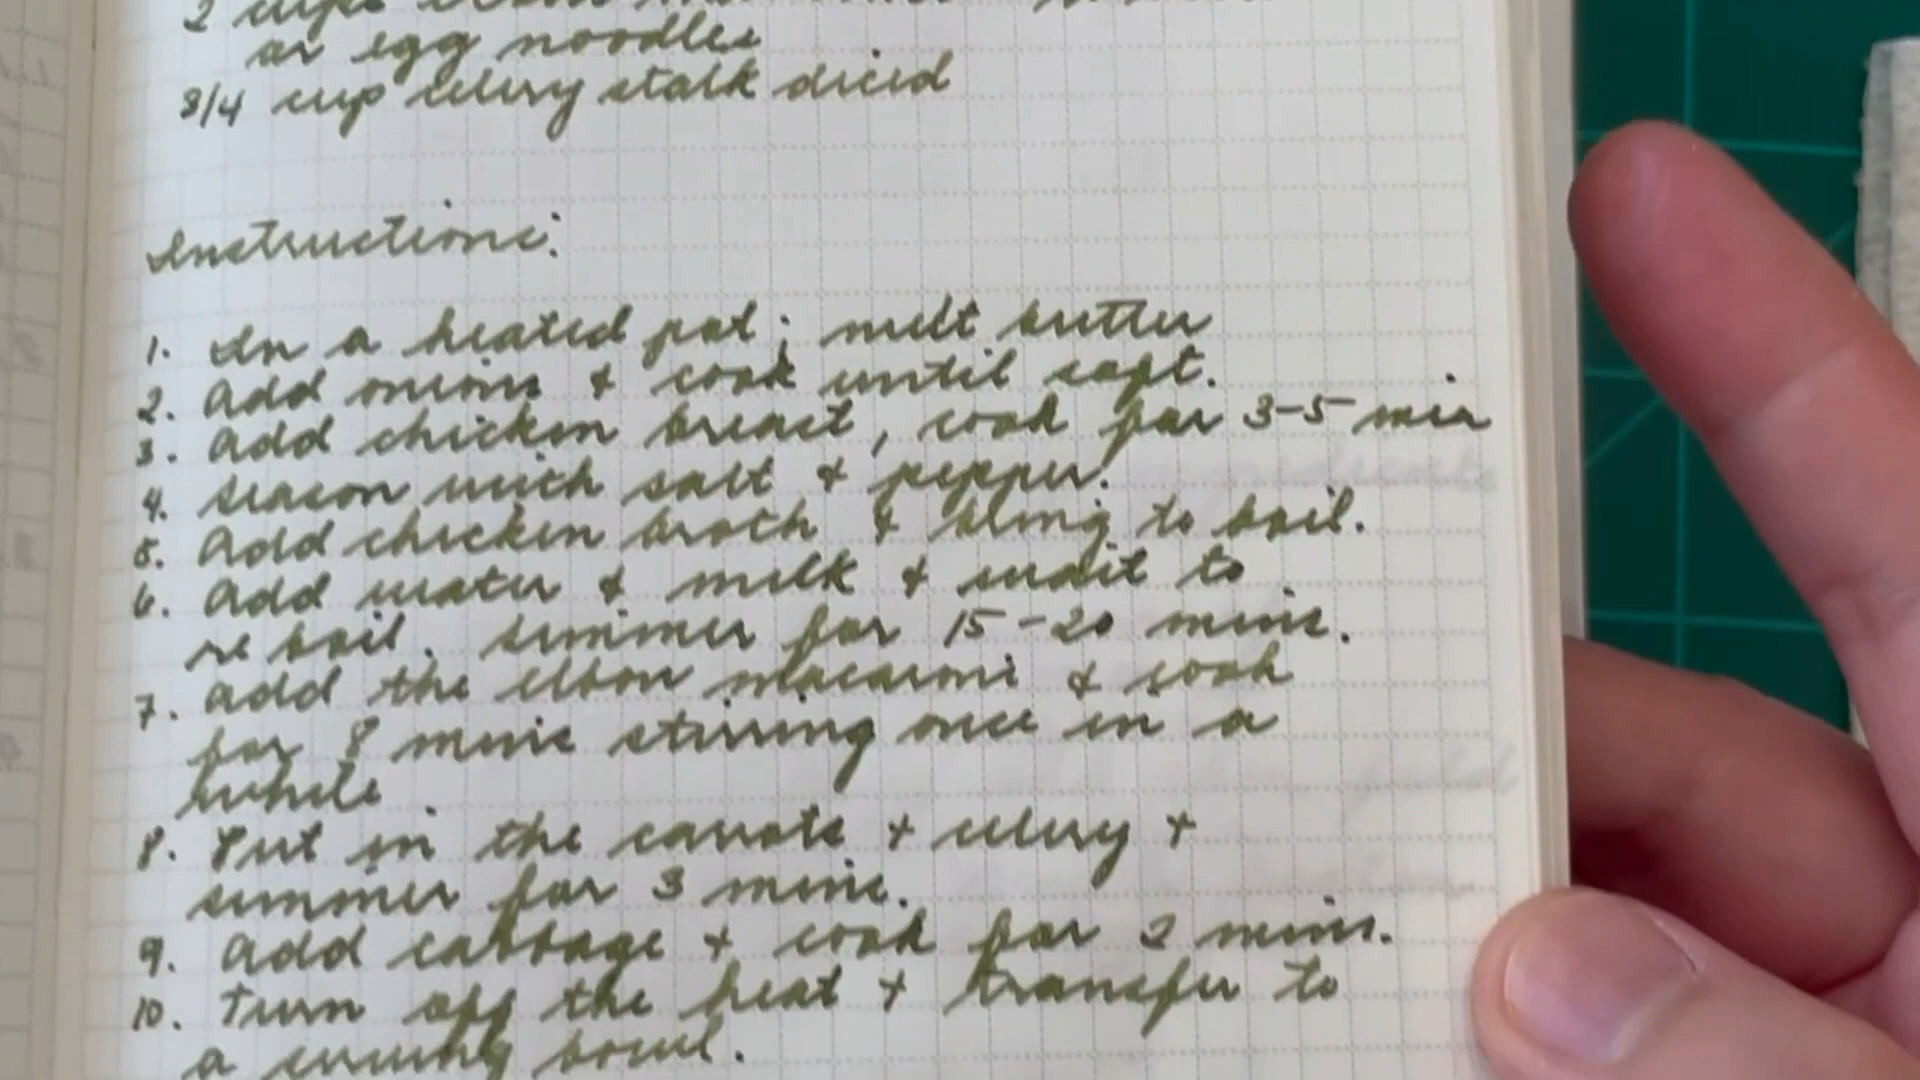 2 cups elbow
or egg noodles
3/4 cup celery stalk diced
Instructions:
1. In a heated pot; melt butter
2. Add onions & cook until soft.
3. Add chicken breast, cook for 3-5 min
4. season with salt & pepper.
5. Add chicken broth & bring to boil.
6. Add water & milk & wait to
re boil. simmer for 15-20 mins.
7. add the elbow macaroni & cook
for 8 mins stirring once in a
while
8. Put in the carrots + celery +
simmer for 3 mins.
9. Add cabbage + cook for 2 mins.
10. Turn off the heat + transfer to
a serving bowl.